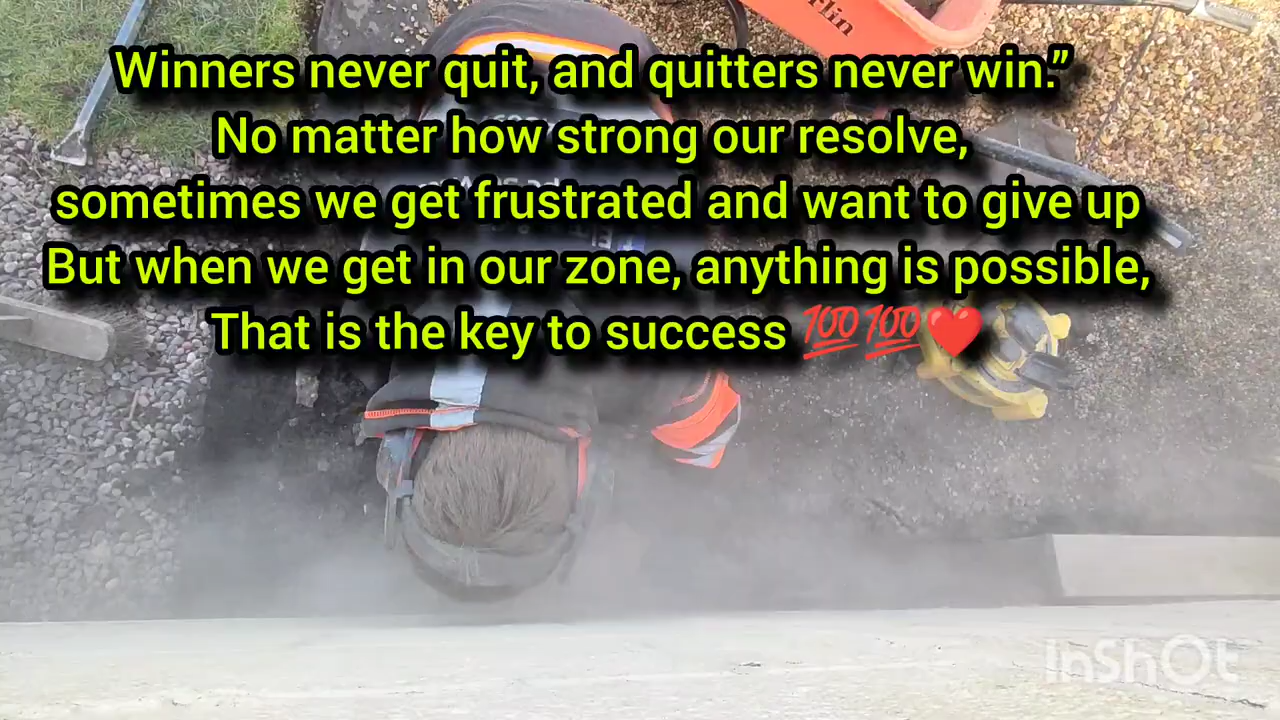 flin
Winners never quit, and quitters never win.”
No matter how strong our resolve,
sometimes we get frustrated and want to give up
But when we get in our zone, anything is possible,
That is the key to success 💯💯❤️
InShOt